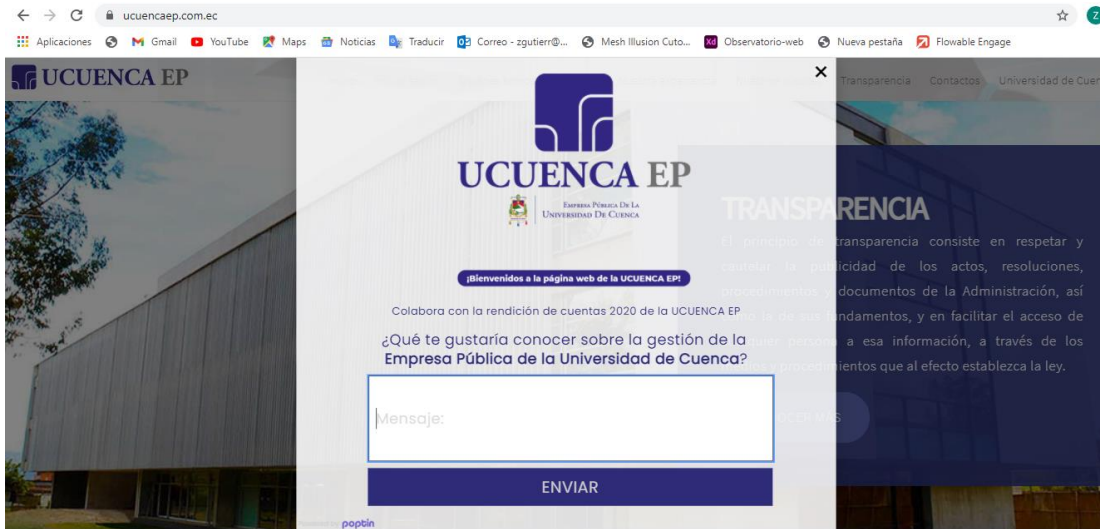 ucuencaep.com.ec
Aplicaciones Gmail YouTube Maps Noticias Traducir Correo - zgutierr@... Mesh Illusion Cuto... Observatorio-web Nueva pestaña Flowable Engage
UCUENCA EP
Transparencia Contactos Universidad de Cuen
UCUENCA EP
Empresa Pública De La
Universidad De Cuenca
¡Bienvenidos a la página web de la UCUENCA EP!
Colabora con la rendición de cuentas 2020 de la UCUENCA EP
¿Qué te gustaría conocer sobre la gestión de la
Empresa Pública de la Universidad de Cuenca?
Mensaje:
ENVIAR
poptin
TRANSPARENCIA
El principio de transparencia consiste en respetar y
cautelar la publicidad de los actos, resoluciones,
procedimientos y documentos de la Administración, así
como la de sus fundamentos, y en facilitar el acceso de
cualquier persona a esa información, a través de los
y procedimientos que al efecto establezca la ley.